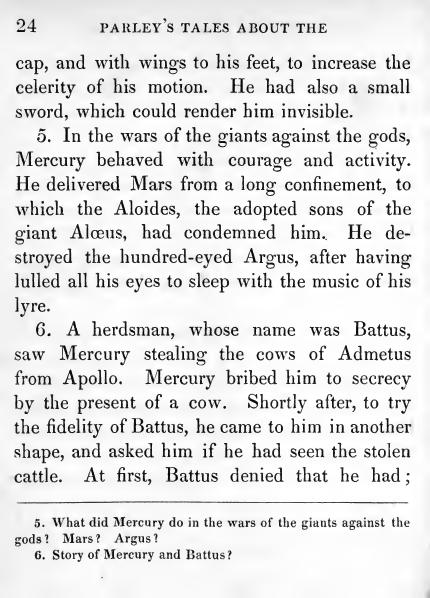 24 PARLEY'S TALES ABOUT THE
cap, and with wings to his feet, to increase the
celerity of his motion. He had also a small
sword, which could render him invisible.
5. In the wars of the giants against the gods,
Mercury behaved with courage and activity.
He delivered Mars from a long confinement, to
which the Aloides, the adopted sons of the
giant Alœus, had condemned him. He de-
stroyed the hundred-eyed Argus, after having
lulled all his eyes to sleep with the music of his
lyre.
6. A herdsman, whose name was Battus,
saw Mercury stealing the cows of Admetus
from Apollo. Mercury bribed him to secrecy
by the present of a cow. Shortly after, to try
the fidelity of Battus, he came to him in another
shape, and asked him if he had seen the stolen
cattle. At first, Battus denied that he had;
5. What did Mercury do in the wars of the giants against the
gods? Mars? Argus?
6. Story of Mercury and Battus?